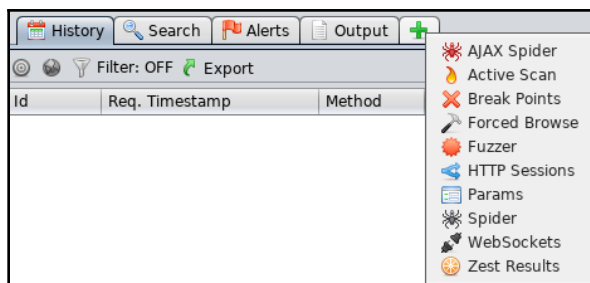 History Search Alerts Output
Filter: OFF Export
Id Req. Timestamp Method
AJAX Spider
Active Scan
Break Points
Forced Browse
Fuzzer
HTTP Sessions
Params
Spider
WebSockets
Zest Results